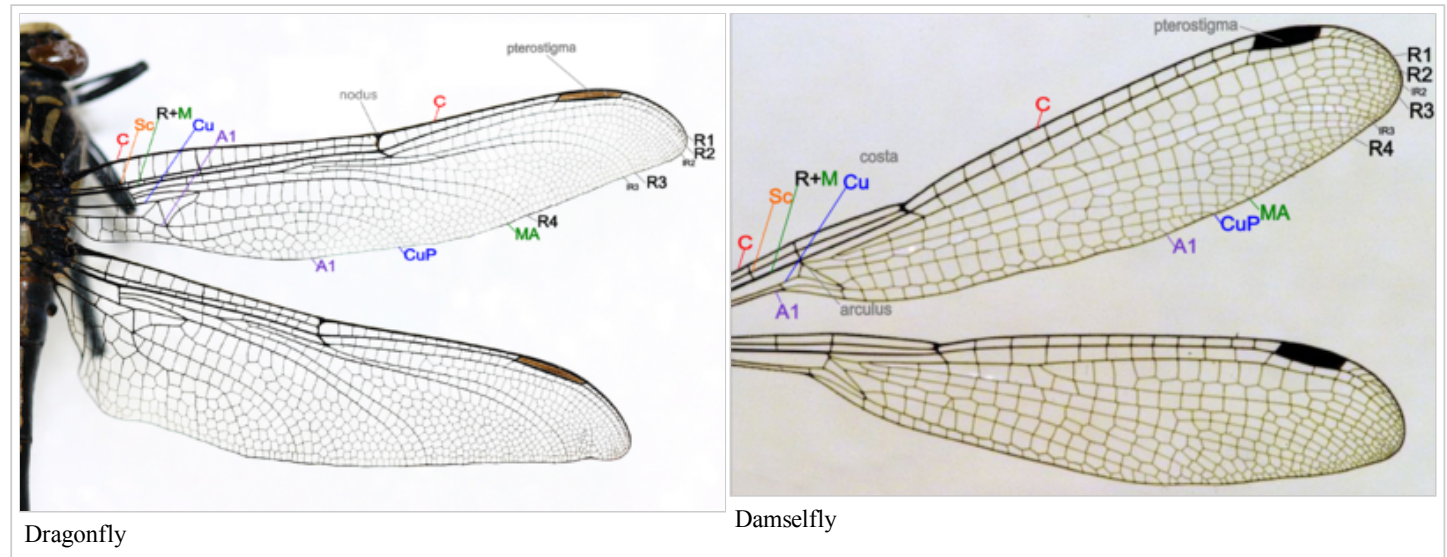 pterostigma
nodus
C
R+M
Sc
Cu
C
A1
R1
R2
IR2
IR3
R3
R4
MA
CuP
A1
Dragonfly
pterostigma
R1
R2
IR2
R3
C
IR3
R4
costa
R+M
Cu
Sc
MA
CuP
C
A1
A1
arculus
Damselfly